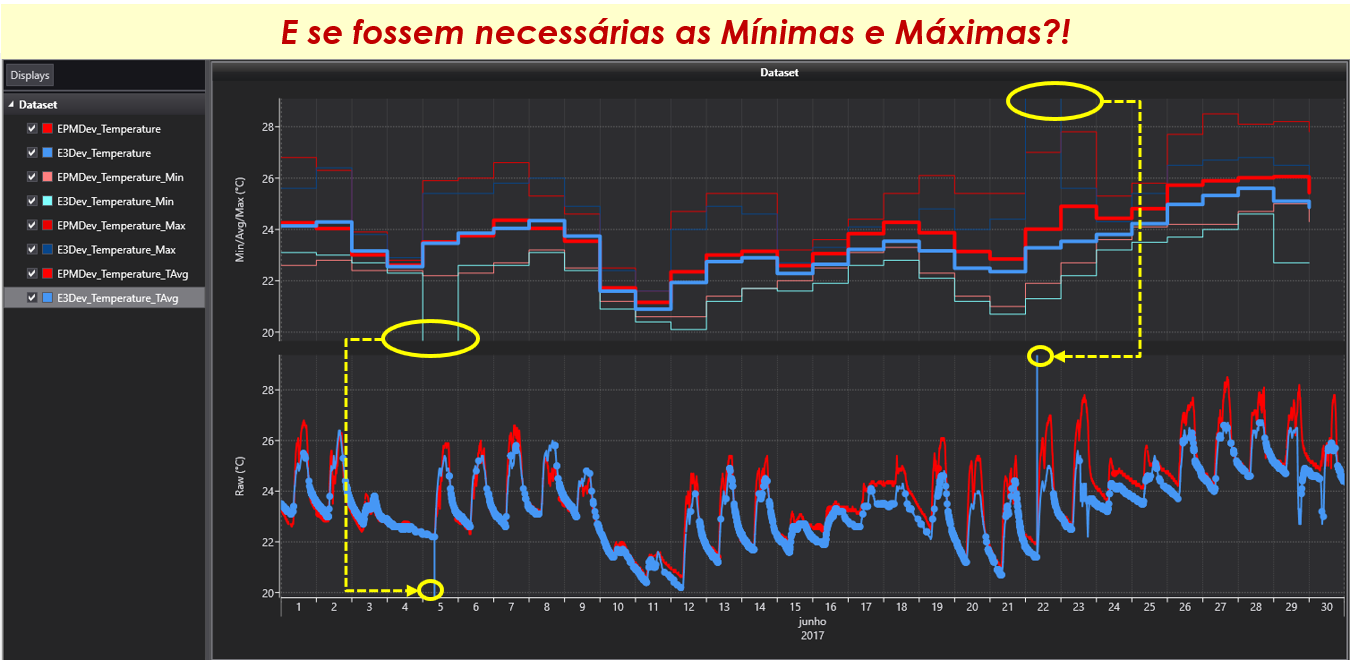 E se fossem necessárias as Mínimas e Máximas?!
Displays
Dataset
EPMDev_Temperature
E3Dev_Temperature
EPMDev_Temperature_Min
E3Dev_Temperature_Min
EPMDev_Temperature_Max
E3Dev_Temperature_Max
EPMDev_Temperature_TAvg
E3Dev_Temperature_TAvg
Dataset
Min/Avg/Max (°C)
28
26
24
22
20
Raw (°C)
28
26
24
22
20
1 2 3 4 5 6 7 8 9 10 11 12 13 14 15 16 17 18 19 20 21 22 23 24 25 26 27 28 29 30
junho
2017